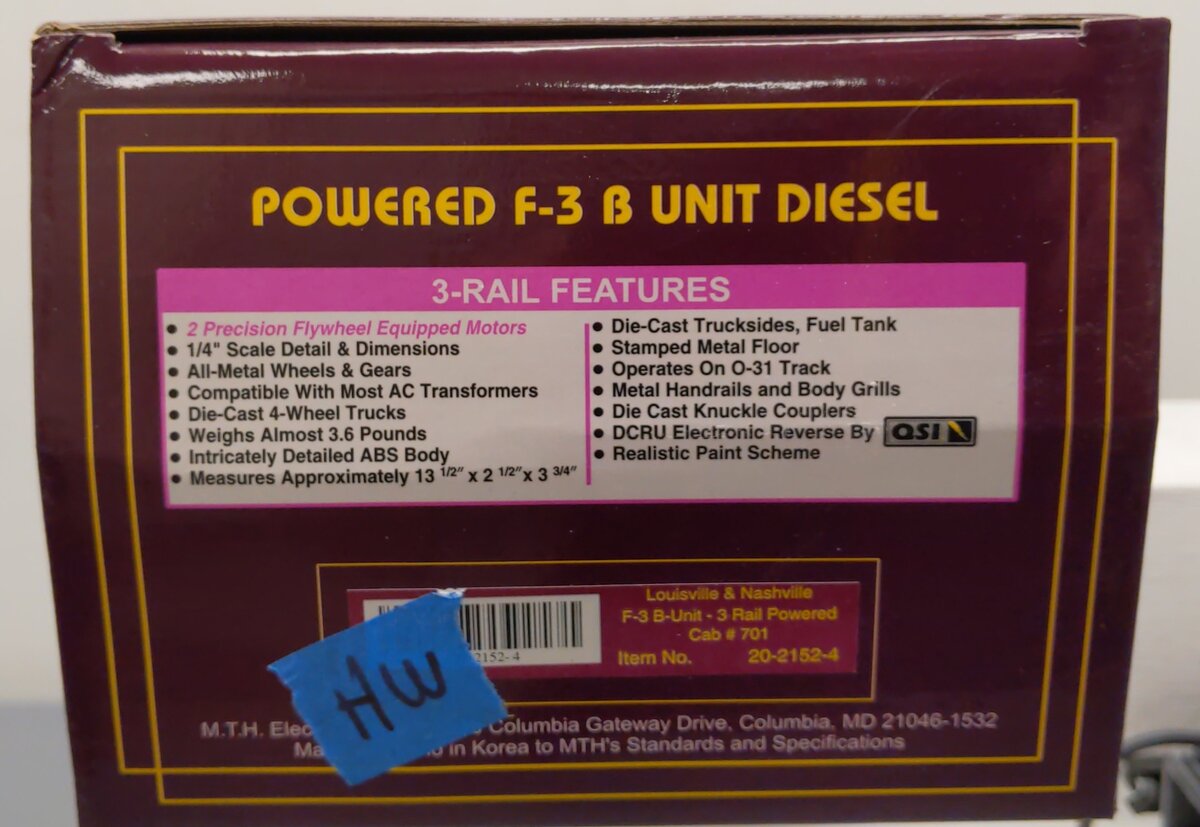 POWERED F-3 B UNIT DIESEL
3-RAIL FEATURES
• 2 Precision Flywheel Equipped Motors
• 1/4" Scale Detail & Dimensions
• All-Metal Wheels & Gears
• Compatible With Most AC Transformers
• Die-Cast 4-Wheel Trucks
• Weighs Almost 3.6 Pounds
• Intricately Detailed ABS Body
• Measures Approximately 13 1/2" x 2 1/2" x 3 3/4"
• Die-Cast Trucksides, Fuel Tank
• Stamped Metal Floor
• Operates On O-31 Track
• Metal Handrails and Body Grills
• Die Cast Knuckle Couplers
• DCRU Electronic Reverse By QSI
• Realistic Paint Scheme
2152-4
Louisville & Nashville
F-3 B-Unit - 3 Rail Powered
Cab # 701
Item No. 20-2152-4
HW
M.T.H. Columbia Gateway Drive, Columbia. MD 21046-1532
in Korea to MTH's Standards and Specifications